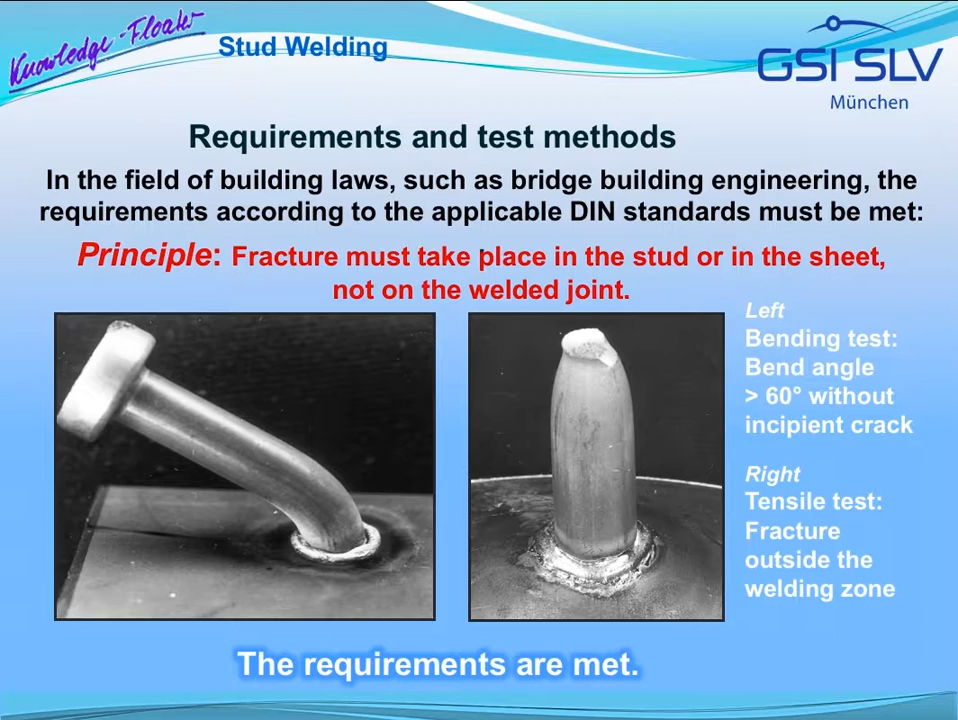 Knowledge-Floater
Stud Welding
GSI SLV
München
Requirements and test methods
In the field of building laws, such as bridge building engineering, the
requirements according to the applicable DIN standards must be met:
Principle: Fracture must take place in the stud or in the sheet,
not on the welded joint.
Left
Bending test:
Bend angle
> 60° without
incipient crack
Right
Tensile test:
Fracture
outside the
welding zone
The requirements are met.